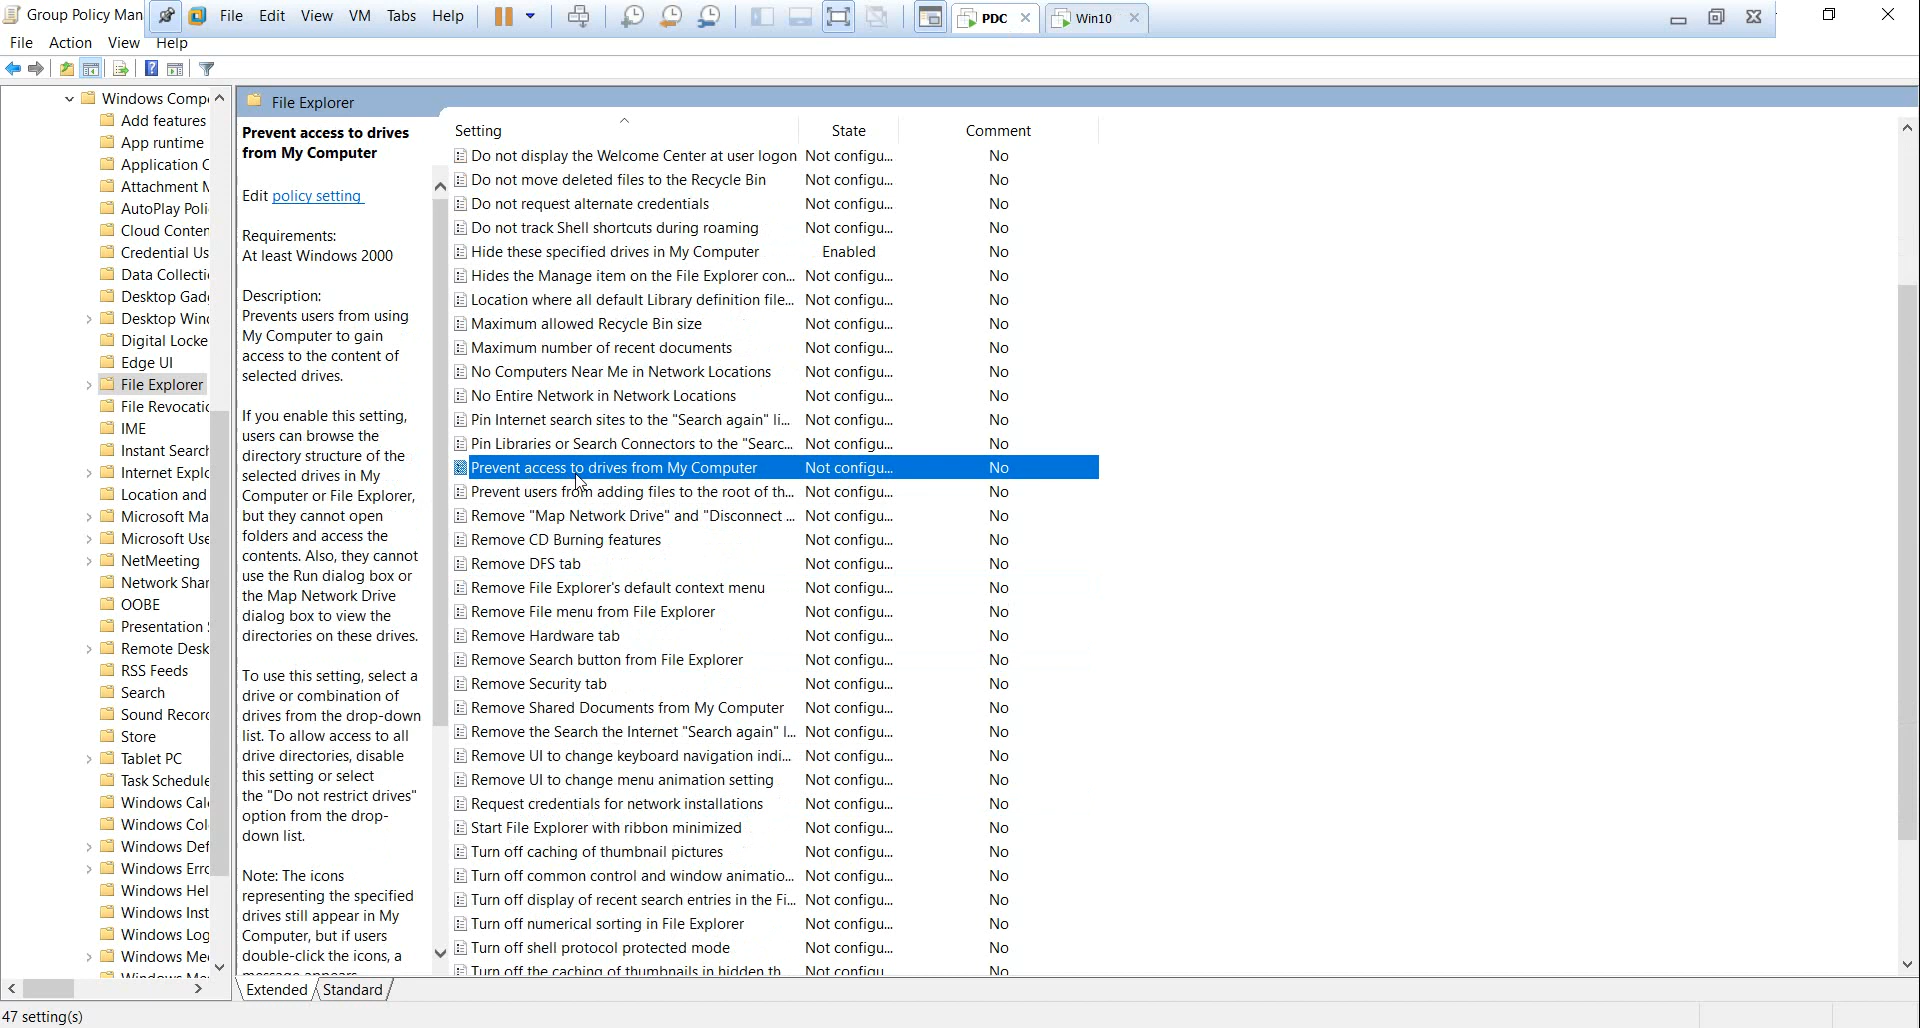 Group Policy Man
File Edit View VM Tabs Help
PDC
Win10
File Action View Help
Windows Comp
Add features
App runtime
Application C
Attachment M
AutoPlay Poli
Cloud Conten
Credential Us
Data Collecti
Desktop Gad
Desktop Win
Digital Locke
Edge UI
File Explorer
File Revocatio
IME
Instant Search
Internet Explo
Location and
Microsoft Ma
Microsoft Use
NetMeeting
Network Shar
OOBE
Presentation
Remote Desk
RSS Feeds
Search
Sound Record
Store
Tablet PC
Task Schedule
Windows Cal
Windows Col
Windows Def
Windows Erro
Windows Hel
Windows Inst
Windows Log
Windows Me
File Explorer
Prevent access to drives
from My Computer
Edit policy setting
Requirements:
At least Windows 2000
Description:
Prevents users from using
My Computer to gain
access to the content of
selected drives.
If you enable this setting,
users can browse the
directory structure of the
selected drives in My
Computer or File Explorer,
but they cannot open
folders and access the
contents. Also, they cannot
use the Run dialog box or
the Map Network Drive
dialog box to view the
directories on these drives.
To use this setting, select a
drive or combination of
drives from the drop-down
list. To allow access to all
drive directories, disable
this setting or select
the "Do not restrict drives"
option from the drop-
down list.
Note: The icons
representing the specified
drives still appear in My
Computer, but if users
double-click the icons, a
message appears
Setting State Comment
Do not display the Welcome Center at user logon Not configu... No
Do not move deleted files to the Recycle Bin Not configu... No
Do not request alternate credentials Not configu... No
Do not track Shell shortcuts during roaming Not configu... No
Hide these specified drives in My Computer Enabled No
Hides the Manage item on the File Explorer con... Not configu... No
Location where all default Library definition file... Not configu... No
Maximum allowed Recycle Bin size Not configu... No
Maximum number of recent documents Not configu... No
No Computers Near Me in Network Locations Not configu... No
No Entire Network in Network Locations Not configu... No
Pin Internet search sites to the "Search again" li... Not configu... No
Pin Libraries or Search Connectors to the "Searc... Not configu... No
Prevent access to drives from My Computer Not configu... No
Prevent users from adding files to the root of th... Not configu... No
Remove "Map Network Drive" and "Disconnect ... Not configu... No
Remove CD Burning features Not configu... No
Remove DFS tab Not configu... No
Remove File Explorer's default context menu Not configu... No
Remove File menu from File Explorer Not configu... No
Remove Hardware tab Not configu... No
Remove Search button from File Explorer Not configu... No
Remove Security tab Not configu... No
Remove Shared Documents from My Computer Not configu... No
Remove the Search the Internet "Search again" l... Not configu... No
Remove UI to change keyboard navigation indi... Not configu... No
Remove UI to change menu animation setting Not configu... No
Request credentials for network installations Not configu... No
Start File Explorer with ribbon minimized Not configu... No
Turn off caching of thumbnail pictures Not configu... No
Turn off common control and window animatio... Not configu... No
Turn off display of recent search entries in the Fi... Not configu... No
Turn off numerical sorting in File Explorer Not configu... No
Turn off shell protocol protected mode Not configu... No
Turn off the caching of thumbnails in hidden th Not configu No
Extended Standard
47 setting(s)